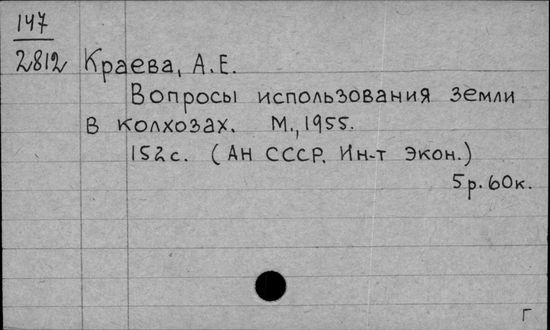 147
2812 Краева, А.Е.
Вопросы использования земли
в колхозах. М., 1955.
152 с. (АН СССР. Ин-т экон.)
5 р. 60 к.
Г